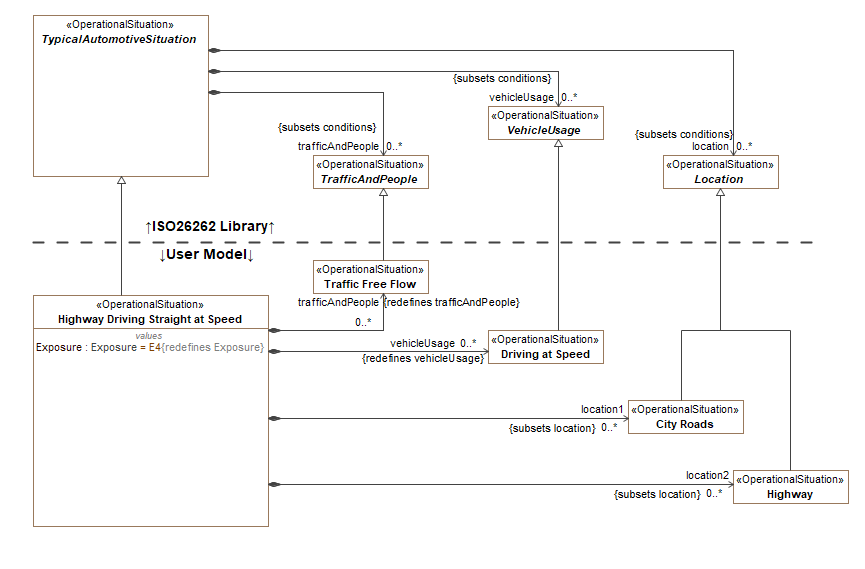 «OperationalSituation»
TypicalAutomotiveSituation
{subsets conditions}
vehicleUsage 0..*
«OperationalSituation»
VehicleUsage
{subsets conditions}
trafficAndPeople 0..*
«OperationalSituation»
TrafficAndPeople
{subsets conditions}
location 0..*
«OperationalSituation»
Location
↑ISO26262 Library↑
↓User Model↓
«OperationalSituation»
Traffic Free Flow
trafficAndPeople {redefines trafficAndPeople}
0..*
«OperationalSituation»
Highway Driving Straight at Speed
values
Exposure : Exposure = E4{redefines Exposure}
vehicleUsage 0..*
{redefines vehicleUsage}
«OperationalSituation»
Driving at Speed
location1
{subsets location} 0..*
«OperationalSituation»
City Roads
location2
{subsets location} 0..*
«OperationalSituation»
Highway